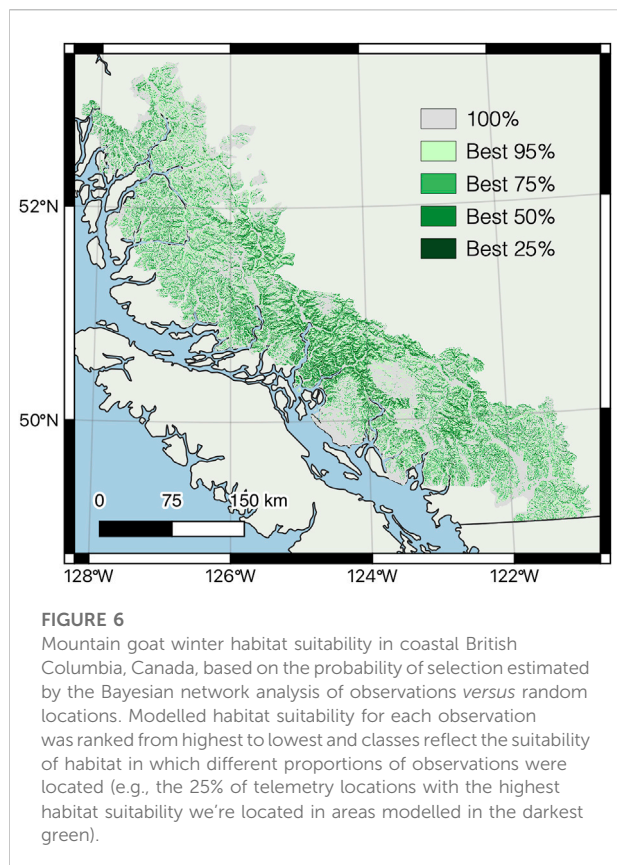 100%
Best 95%
Best 75%
Best 50%
Best 25%
52°N
50°N
0 75 150 km
128°W 126°W 124°W 122°W
FIGURE 6
Mountain goat winter habitat suitability in coastal British
Columbia, Canada, based on the probability of selection estimated
by the Bayesian network analysis of observations versus random
locations. Modelled habitat suitability for each observation
was ranked from highest to lowest and classes reflect the suitability
of habitat in which different proportions of observations were
located (e.g., the 25% of telemetry locations with the highest
habitat suitability we're located in areas modelled in the darkest
green).